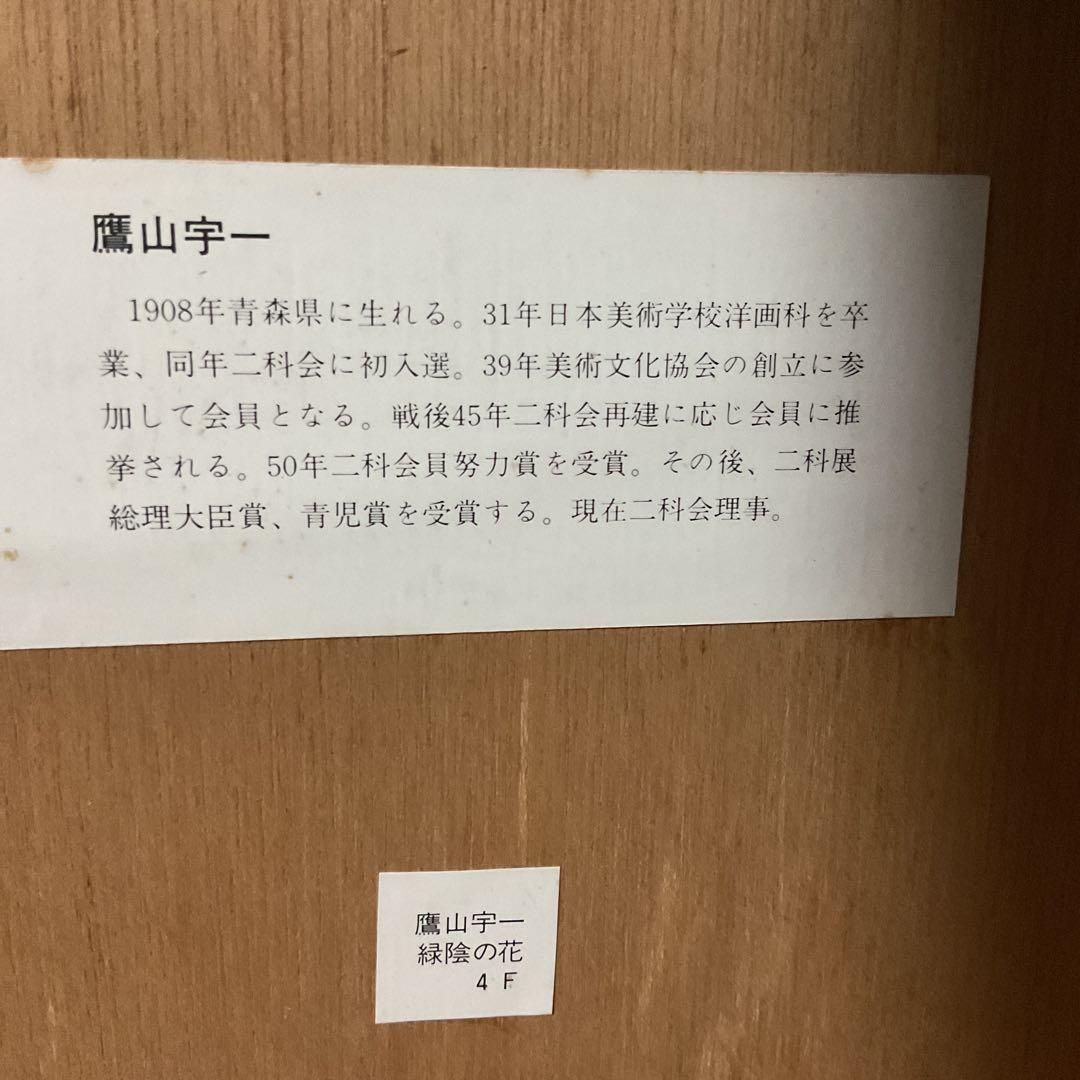 鷹山宇一
1908年青森県に生れる。31年日本美術学校洋画科を卒
業、同年二科会に初入選。39年美術文化協会の創立に参
加して会員となる。戦後45年二科会再建に応じ会員に推
挙される。50年二科会員努力賞を受賞。その後、二科展
総理大臣賞、青児賞を受賞する。現在二科会理事。
鷹山宇一
緑陰の花
4 F